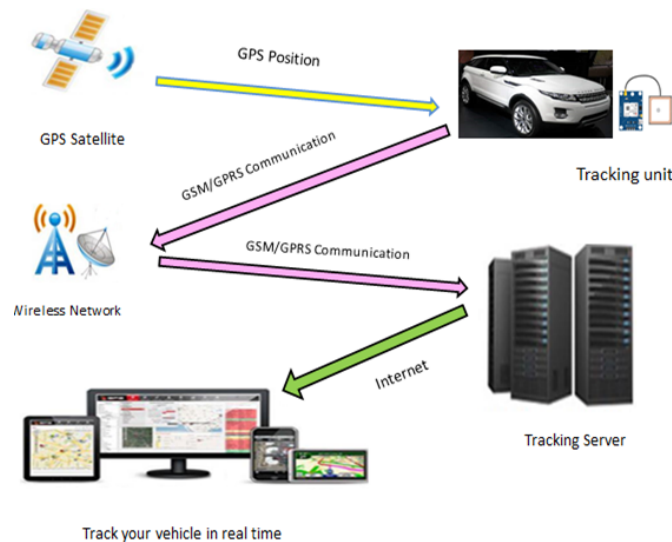 GPS Position
GPS Satellite
Tracking unit
GSM/GPRS Communication
GSM/GPRS Communication
Wireless Network
Internet
Tracking Server
Track your vehicle in real time